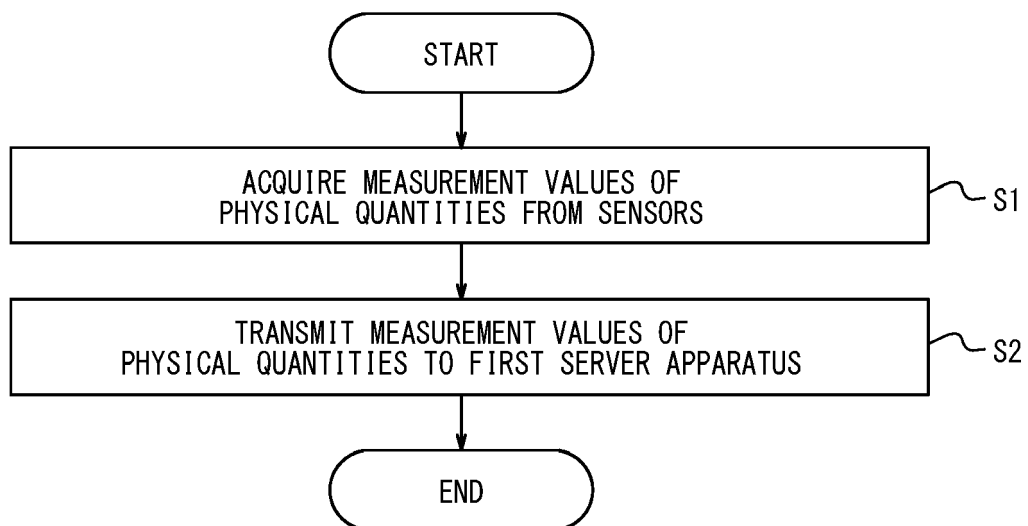 START
ACQUIRE MEASUREMENT VALUES OF
PHYSICAL QUANTITIES FROM SENSORS
S1
TRANSMIT MEASUREMENT VALUES OF
PHYSICAL QUANTITIES TO FIRST SERVER APPARATUS
S2
END